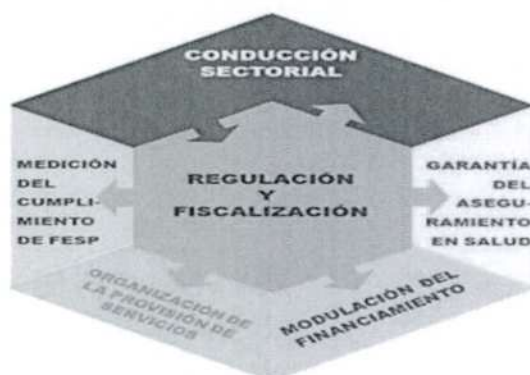 CONDUCCIÓN
SECTORIAL
MEDICIÓN
DEL
CUMPLI-
MIENTO
DE FESP
REGULACIÓN
Y
FISCALIZACIÓN
GARANTÍA
DEL
ASEGU-
RAMIENTO
EN SALUD
ORGANIZACIÓN DE
LA PROVISIÓN DE
SERVICIOS
MODULACIÓN DEL
FINANCIAMIENTO